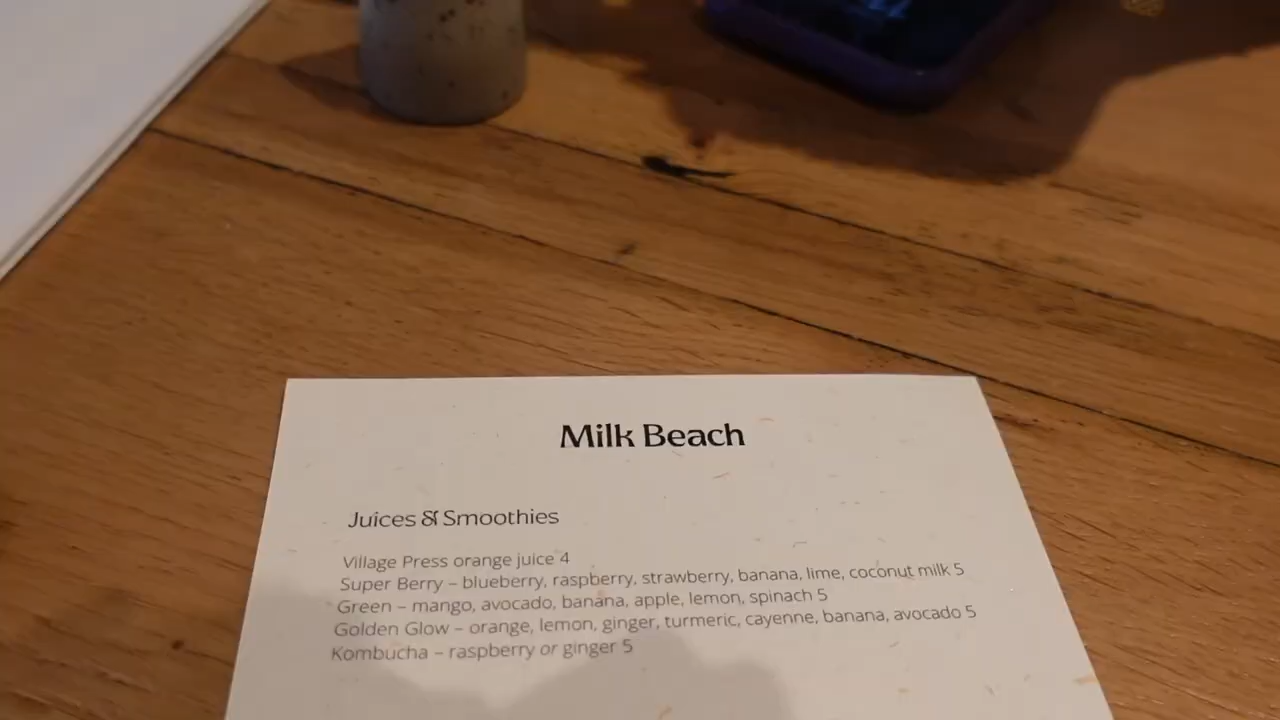 Milk Beach
Juices & Smoothies
Village Press orange juice 4
Super Berry – blueberry, raspberry, strawberry, banana, lime, coconut milk 5
Green – mango, avocado, banana, apple, lemon, spinach 5
Golden Glow – orange, lemon, ginger, turmeric, cayenne, banana, avocado 5
Kombucha – raspberry or ginger 5